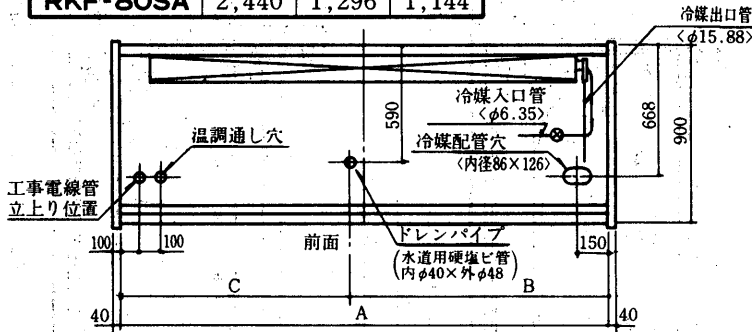 RKF-80SA 2,440 1,296 1,144
冷媒出口管
<φ15.88>
冷媒入口管
<φ6.35>
590
668
900
冷媒配管穴
<内径86×126>
温調通し穴
工事電線管
立上り位置
100
100
前面
ドレンパイプ
(水道用硬塩ビ管
内φ40×外φ48)
150
C
B
A
40
40